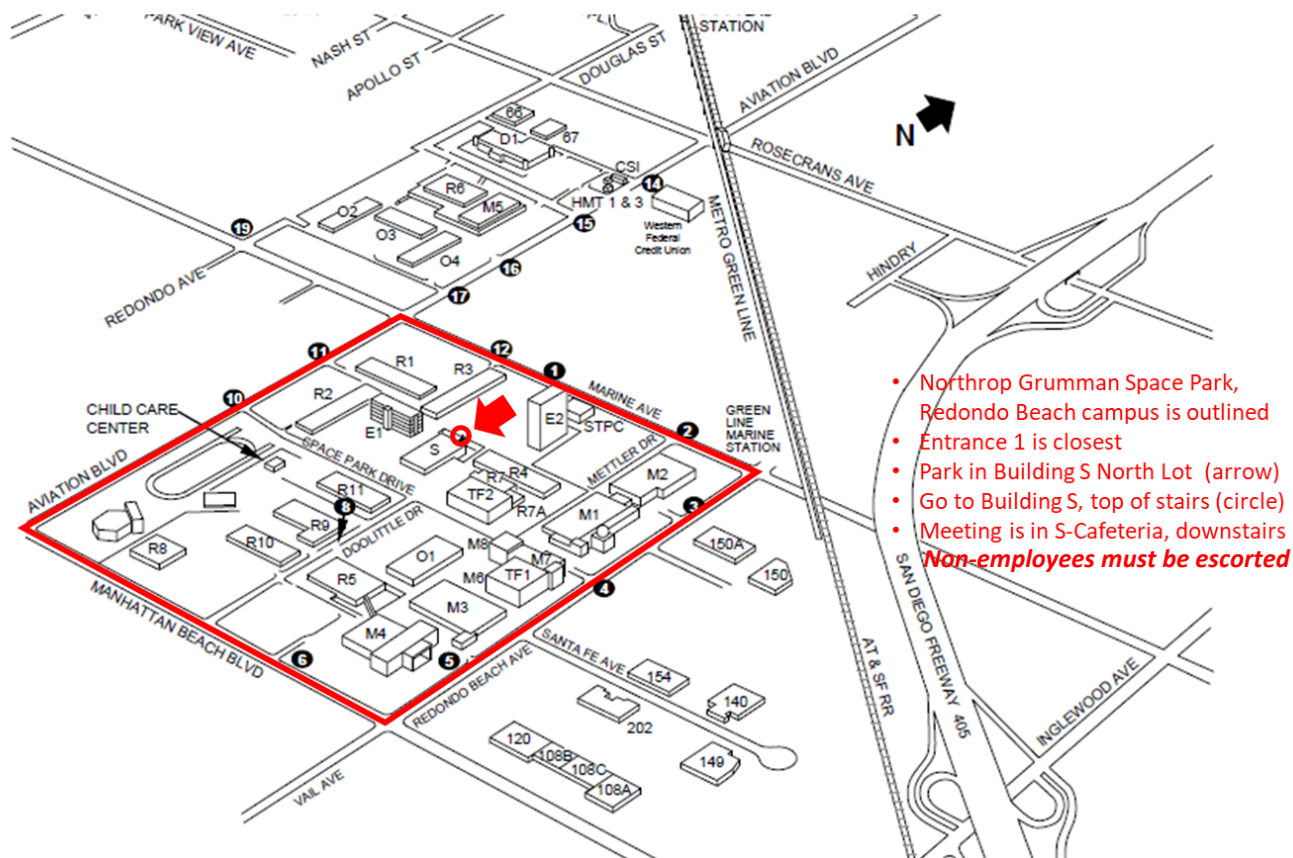 PARK VIEW AVE
NASH ST
APOLLO ST
DOUGLAS ST
STATION
AVIATION BLVD
N
ROSECRANS AVE
66
67
D1
CSI
14
R6
M5
HMT 1 & 3
O2
O3
O4
15
Western
Federal
Credit Union
METRO GREEN LINE
HINDRY
19
16
17
REDONDO AVE
11
12
1
R1
R3
MARINE AVE
10
R2
E1
E2
STPC
2
GREEN
LINE
MARINE
STATION
CHILD CARE
CENTER
S
METTLER DR
SPACE PARK DRIVE
R7
R4
M2
AVIATION BLVD
R11
TF2
R7A
M1
3
8
R9
DOOLITTLE DR
R8
R10
O1
M8
M7
150A
150
R5
M6
TF1
4
M3
MANHATTAN BEACH BLVD
M4
6
5
REDONDO BEACH AVE
SANTA FE AVE
154
140
202
120
108B
108C
108A
149
VAIL AVE
AT & SF RR
SAN DIEGO FREEWAY 405
INGLEWOOD AVE
• Northrop Grumman Space Park,
Redondo Beach campus is outlined
• Entrance 1 is closest
• Park in Building S North Lot (arrow)
• Go to Building S, top of stairs (circle)
• Meeting is in S-Cafeteria, downstairs
Non-employees must be escorted